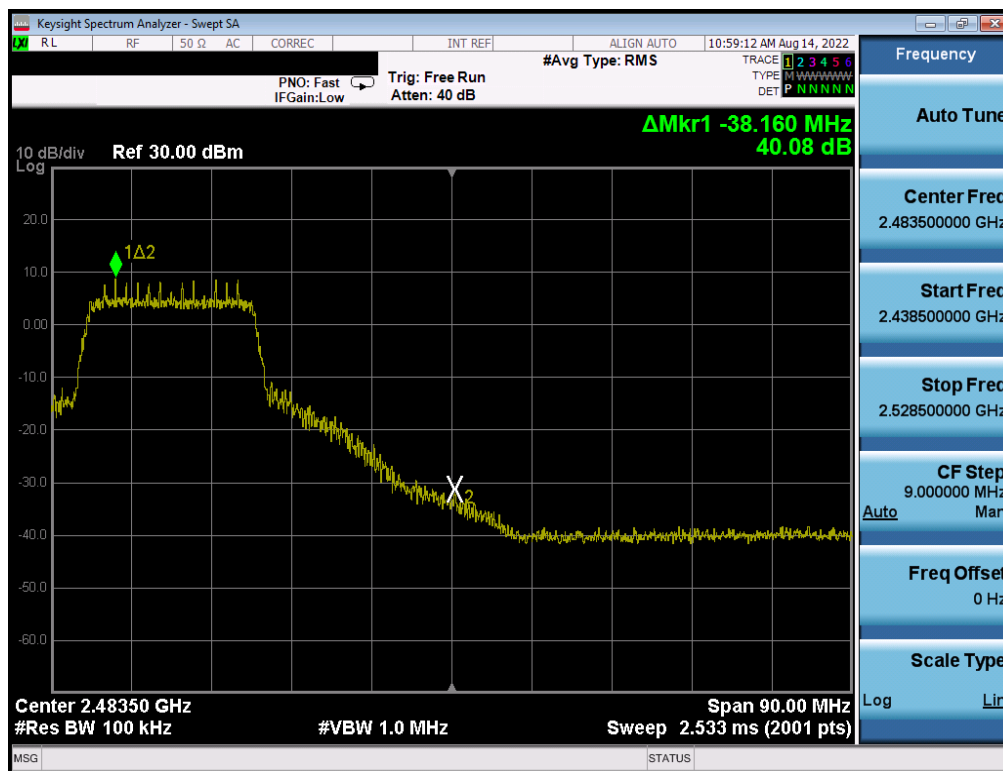 Keysight Spectrum Analyzer - Swept SA
LXI RL RF 50 Ω AC CORREC INT REF ALIGN AUTO 10:59:12 AM Aug 14, 2022
#Avg Type: RMS
TRACE 1 2 3 4 5 6
PNO: Fast
IFGain:Low
Trig: Free Run
Atten: 40 dB
TYPE M WWWWW
DET P N N N N N
ΔMkr1 -38.160 MHz
40.08 dB
10 dB/div Ref 30.00 dBm
Log
20.0
1Δ2
10.0
0.00
-10.0
-20.0
-30.0
2
-40.0
-50.0
-60.0
Center 2.48350 GHz Span 90.00 MHz
#Res BW 100 kHz #VBW 1.0 MHz Sweep 2.533 ms (2001 pts)
MSG STATUS
Frequency
Auto Tune
Center Freq
2.483500000 GHz
Start Freq
2.438500000 GHz
Stop Freq
2.528500000 GHz
CF Step
9.000000 MHz
Auto Man
Freq Offset
0 Hz
Scale Type
Log Lin